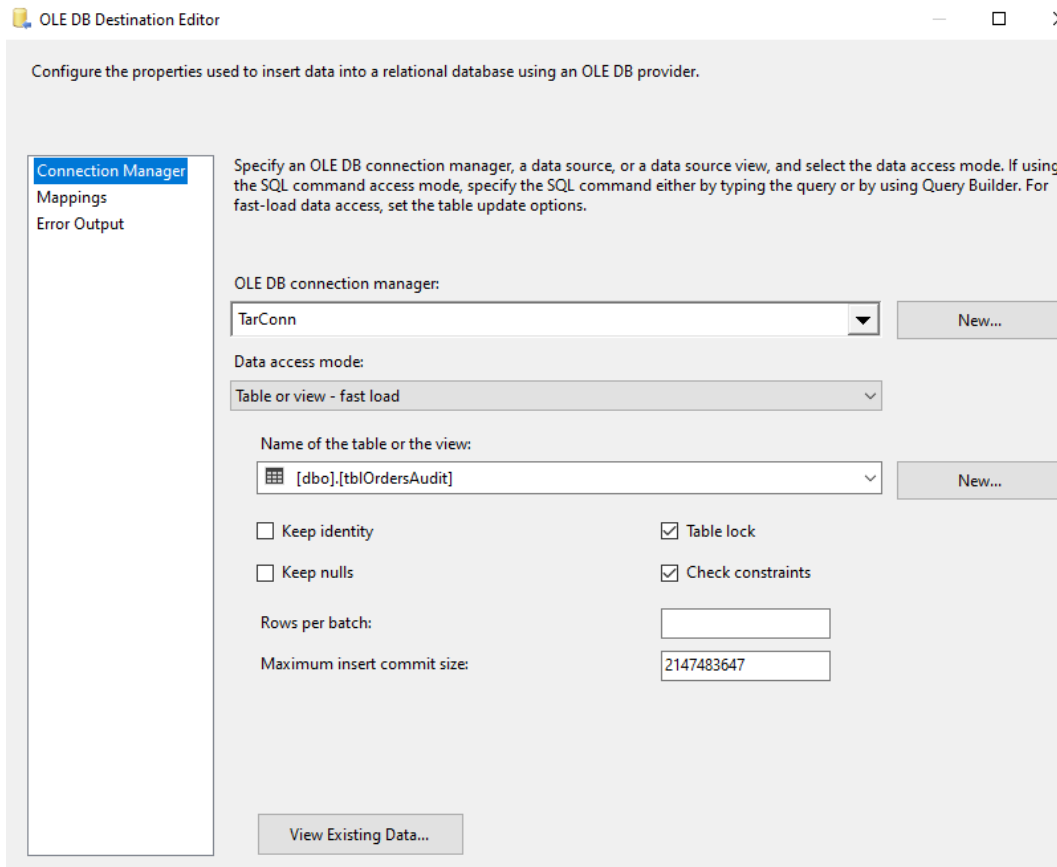 OLE DB Destination Editor
Configure the properties used to insert data into a relational database using an OLE DB provider.
Connection Manager
Mappings
Error Output
Specify an OLE DB connection manager, a data source, or a data source view, and select the data access mode. If using
the SQL command access mode, specify the SQL command either by typing the query or by using Query Builder. For
fast-load data access, set the table update options.
OLE DB connection manager:
TarConn
New...
Data access mode:
Table or view - fast load
Name of the table or the view:
[dbo].[tblOrdersAudit]
New...
Keep identity
Table lock
Keep nulls
Check constraints
Rows per batch:
Maximum insert commit size:
2147483647
View Existing Data...